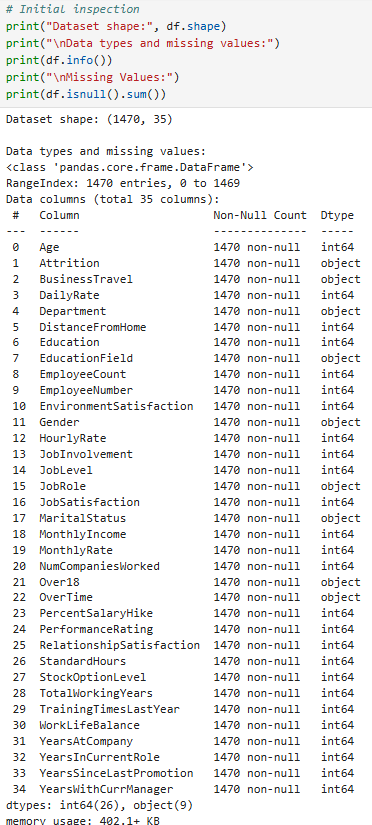 # Initial inspection
print("Dataset shape:", df.shape)
print("\nData types and missing values:")
print(df.info())
print("\nMissing Values:")
print(df.isnull().sum())
Dataset shape: (1470, 35)
Data types and missing values:
<class 'pandas.core.frame.DataFrame'>
RangeIndex: 1470 entries, 0 to 1469
Data columns (total 35 columns):
 #   Column                    Non-Null Count  Dtype
---  ------                    --------------  -----
 0   Age                       1470 non-null   int64
 1   Attrition                 1470 non-null   object
 2   BusinessTravel            1470 non-null   object
 3   DailyRate                 1470 non-null   int64
 4   Department                1470 non-null   object
 5   DistanceFromHome          1470 non-null   int64
 6   Education                 1470 non-null   int64
 7   EducationField            1470 non-null   object
 8   EmployeeCount             1470 non-null   int64
 9   EmployeeNumber            1470 non-null   int64
 10  EnvironmentSatisfaction   1470 non-null   int64
 11  Gender                    1470 non-null   object
 12  HourlyRate                1470 non-null   int64
 13  JobInvolvement            1470 non-null   int64
 14  JobLevel                  1470 non-null   int64
 15  JobRole                   1470 non-null   object
 16  JobSatisfaction           1470 non-null   int64
 17  MaritalStatus             1470 non-null   object
 18  MonthlyIncome             1470 non-null   int64
 19  MonthlyRate               1470 non-null   int64
 20  NumCompaniesWorked        1470 non-null   int64
 21  Over18                    1470 non-null   object
 22  OverTime                  1470 non-null   object
 23  PercentSalaryHike         1470 non-null   int64
 24  PerformanceRating         1470 non-null   int64
 25  RelationshipSatisfaction  1470 non-null   int64
 26  StandardHours             1470 non-null   int64
 27  StockOptionLevel          1470 non-null   int64
 28  TotalWorkingYears         1470 non-null   int64
 29  TrainingTimesLastYear     1470 non-null   int64
 30  WorkLifeBalance           1470 non-null   int64
 31  YearsAtCompany            1470 non-null   int64
 32  YearsInCurrentRole        1470 non-null   int64
 33  YearsSinceLastPromotion   1470 non-null   int64
 34  YearsWithCurrManager      1470 non-null   int64
dtypes: int64(26), object(9)
memory usage: 402.1+ KB